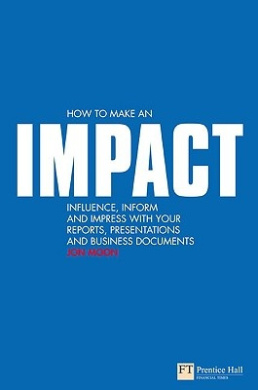 HOW TO MAKE AN
IMPACT
INFLUENCE, INFORM
AND IMPRESS WITH YOUR
REPORTS, PRESENTATIONS
AND BUSINESS DOCUMENTS
JON MOON
FT Prentice Hall
FINANCIAL TIMES